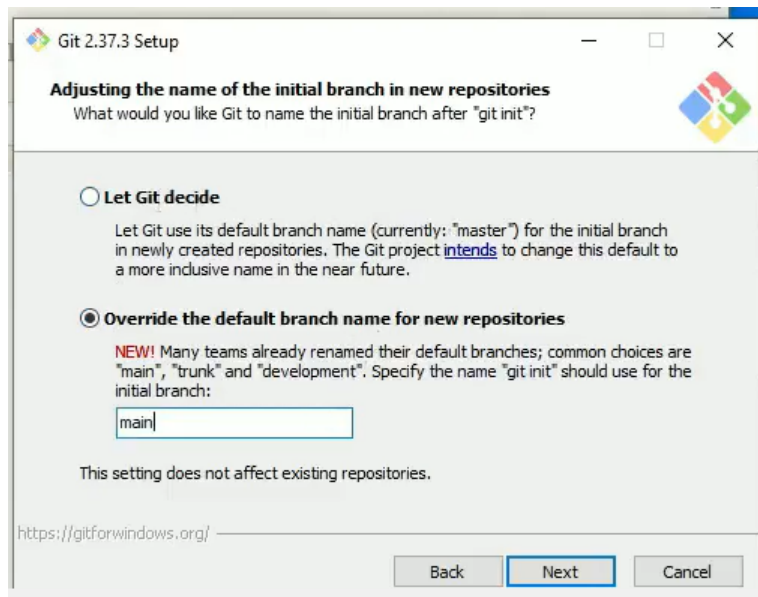 Git 2.37.3 Setup
Adjusting the name of the initial branch in new repositories
What would you like Git to name the initial branch after "git init"?
Let Git decide
Let Git use its default branch name (currently: "master") for the initial branch
in newly created repositories. The Git project intends to change this default to
a more inclusive name in the near future.
Override the default branch name for new repositories
NEW! Many teams already renamed their default branches; common choices are
"main", "trunk" and "development". Specify the name "git init" should use for the
initial branch:
main
This setting does not affect existing repositories.
https://gitforwindows.org/
Back Next Cancel